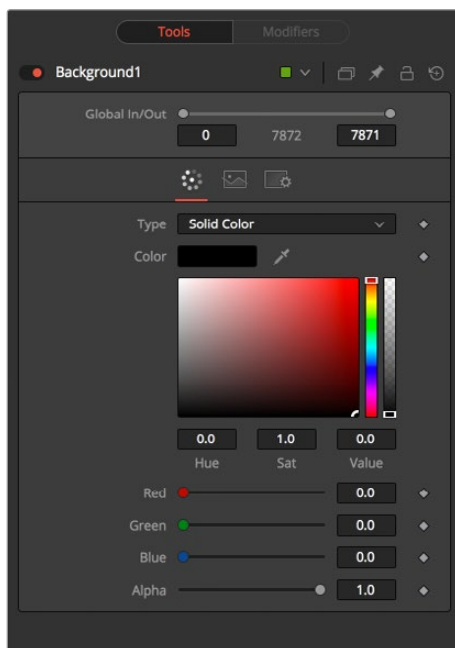 Tools Modifiers
Background1
Global In/Out
0 7872 7871
Type Solid Color
Color
0.0 1.0 0.0
Hue Sat Value
Red 0.0
Green 0.0
Blue 0.0
Alpha 1.0